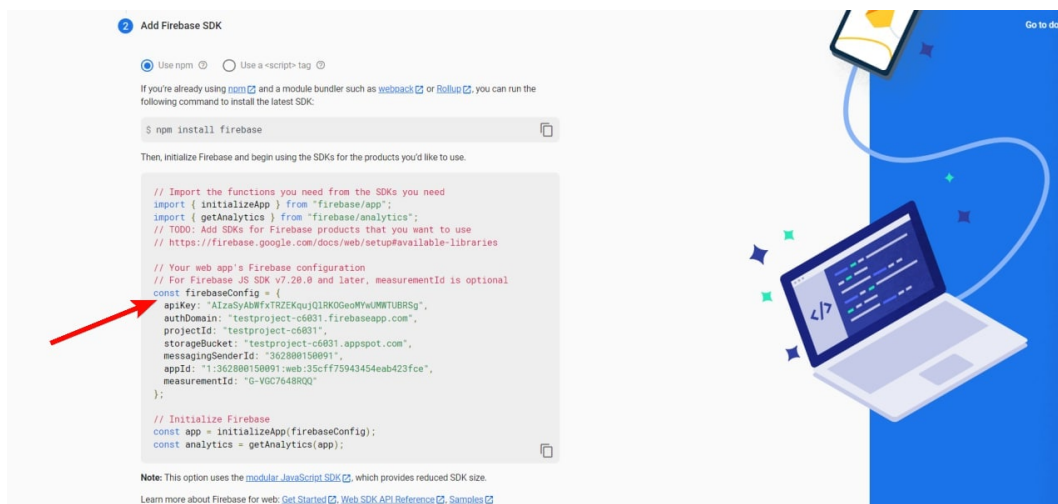 2 Add Firebase SDK
Go to do
Use npm Use a <script> tag
If you're already using npm and a module bundler such as webpack or Rollup, you can run the
following command to install the latest SDK:
$ npm install firebase
Then, initialize Firebase and begin using the SDKs for the products you'd like to use.
// Import the functions you need from the SDKs you need
import { initializeApp } from "firebase/app";
import { getAnalytics } from "firebase/analytics";
// TODO: Add SDKs for Firebase products that you want to use
// https://firebase.google.com/docs/web/setup#available-libraries
// Your web app's Firebase configuration
// For Firebase JS SDK v7.20.0 and later, measurementId is optional
const firebaseConfig = {
apiKey: "AIzaSyAbWfxTRZEKqujQlRKOGeoMYwUMWTUBRSg",
authDomain: "testproject-c6031.firebaseapp.com",
projectId: "testproject-c6031",
storageBucket: "testproject-c6031.appspot.com",
messagingSenderId: "362800150091",
appId: "1:362800150091:web:35cff75943454eab423fce",
measurementId: "G-VGC7648RQQ"
};
// Initialize Firebase
const app = initializeApp(firebaseConfig);
const analytics = getAnalytics(app);
Note: This option uses the modular JavaScript SDK, which provides reduced SDK size.
Learn more about Firebase for web: Get Started, Web SDK API Reference, Samples